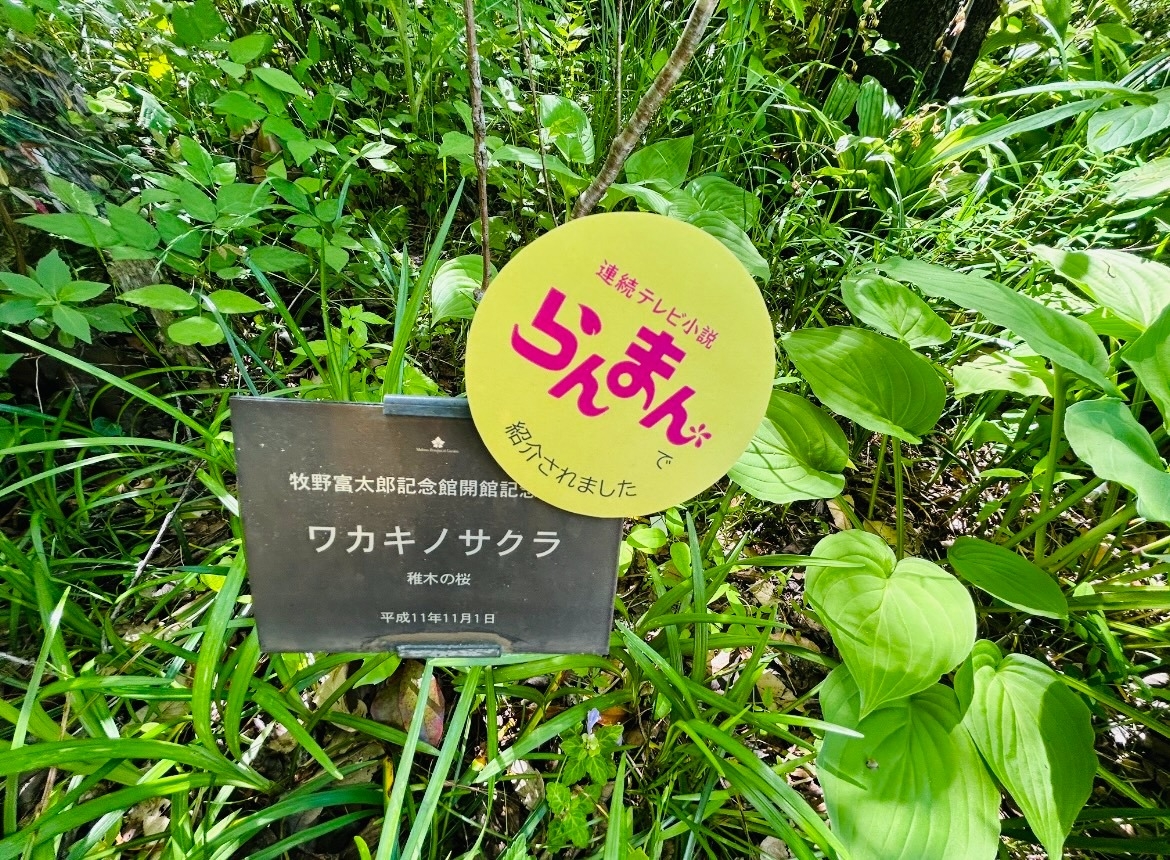 連続テレビ小説
らんまん
で
紹介されました
牧野富太郎記念館開館記念
ワカキノサクラ
稚木の桜
平成11年11月1日